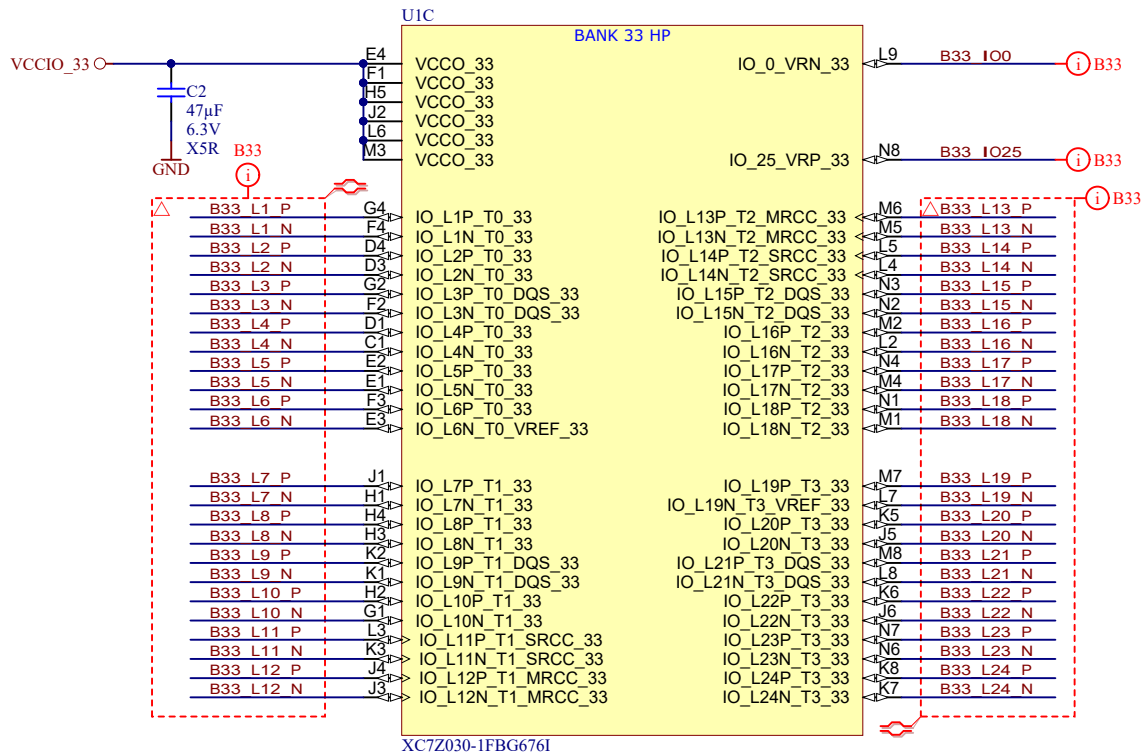 U1C
BANK 33 HP
VCCIO_33 E4 VCCO_33 IO_0_VRN_33 L9 B33_IO0 i B33
F1 VCCO_33
C2 H5 VCCO_33
47µF J2 VCCO_33
6.3V L6 VCCO_33
X5R M3 VCCO_33 IO_25_VRP_33 N8 B33_IO25 i B33
GND
B33
i
i B33
B33_L1_P G4 IO_L1P_T0_33 IO_L13P_T2_MRCC_33 M6 B33_L13_P
B33_L1_N F4 IO_L1N_T0_33 IO_L13N_T2_MRCC_33 M5 B33_L13_N
B33_L2_P D4 IO_L2P_T0_33 IO_L14P_T2_SRCC_33 L5 B33_L14_P
B33_L2_N D3 IO_L2N_T0_33 IO_L14N_T2_SRCC_33 L4 B33_L14_N
B33_L3_P G2 IO_L3P_T0_DQS_33 IO_L15P_T2_DQS_33 N3 B33_L15_P
B33_L3_N F2 IO_L3N_T0_DQS_33 IO_L15N_T2_DQS_33 N2 B33_L15_N
B33_L4_P D1 IO_L4P_T0_33 IO_L16P_T2_33 M2 B33_L16_P
B33_L4_N C1 IO_L4N_T0_33 IO_L16N_T2_33 L2 B33_L16_N
B33_L5_P E2 IO_L5P_T0_33 IO_L17P_T2_33 N4 B33_L17_P
B33_L5_N E1 IO_L5N_T0_33 IO_L17N_T2_33 M4 B33_L17_N
B33_L6_P F3 IO_L6P_T0_33 IO_L18P_T2_33 N1 B33_L18_P
B33_L6_N E3 IO_L6N_T0_VREF_33 IO_L18N_T2_33 M1 B33_L18_N
B33_L7_P J1 IO_L7P_T1_33 IO_L19P_T3_33 M7 B33_L19_P
B33_L7_N H1 IO_L7N_T1_33 IO_L19N_T3_VREF_33 L7 B33_L19_N
B33_L8_P H4 IO_L8P_T1_33 IO_L20P_T3_33 K5 B33_L20_P
B33_L8_N H3 IO_L8N_T1_33 IO_L20N_T3_33 J5 B33_L20_N
B33_L9_P K2 IO_L9P_T1_DQS_33 IO_L21P_T3_DQS_33 M8 B33_L21_P
B33_L9_N K1 IO_L9N_T1_DQS_33 IO_L21N_T3_DQS_33 L8 B33_L21_N
B33_L10_P H2 IO_L10P_T1_33 IO_L22P_T3_33 K6 B33_L22_P
B33_L10_N G1 IO_L10N_T1_33 IO_L22N_T3_33 J6 B33_L22_N
B33_L11_P L3 IO_L11P_T1_SRCC_33 IO_L23P_T3_33 N7 B33_L23_P
B33_L11_N K3 IO_L11N_T1_SRCC_33 IO_L23N_T3_33 N6 B33_L23_N
B33_L12_P J4 IO_L12P_T1_MRCC_33 IO_L24P_T3_33 K8 B33_L24_P
B33_L12_N J3 IO_L12N_T1_MRCC_33 IO_L24N_T3_33 K7 B33_L24_N
XC7Z030-1FBG676I